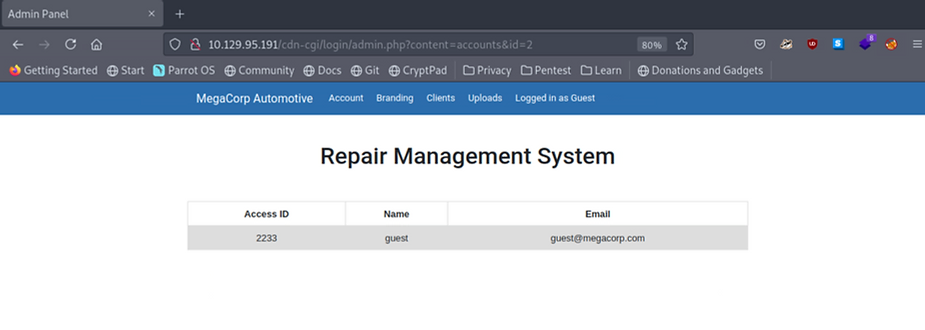 Admin Panel
10.129.95.191/cdn-cgi/login/admin.php?content=accounts&id=2 80% 8
Getting Started Start Parrot OS Community Docs Git CryptPad Privacy Pentest Learn Donations and Gadgets
MegaCorp Automotive Account Branding Clients Uploads Logged in as Guest
Repair Management System
Access ID Name Email
2233 guest guest@megacorp.com